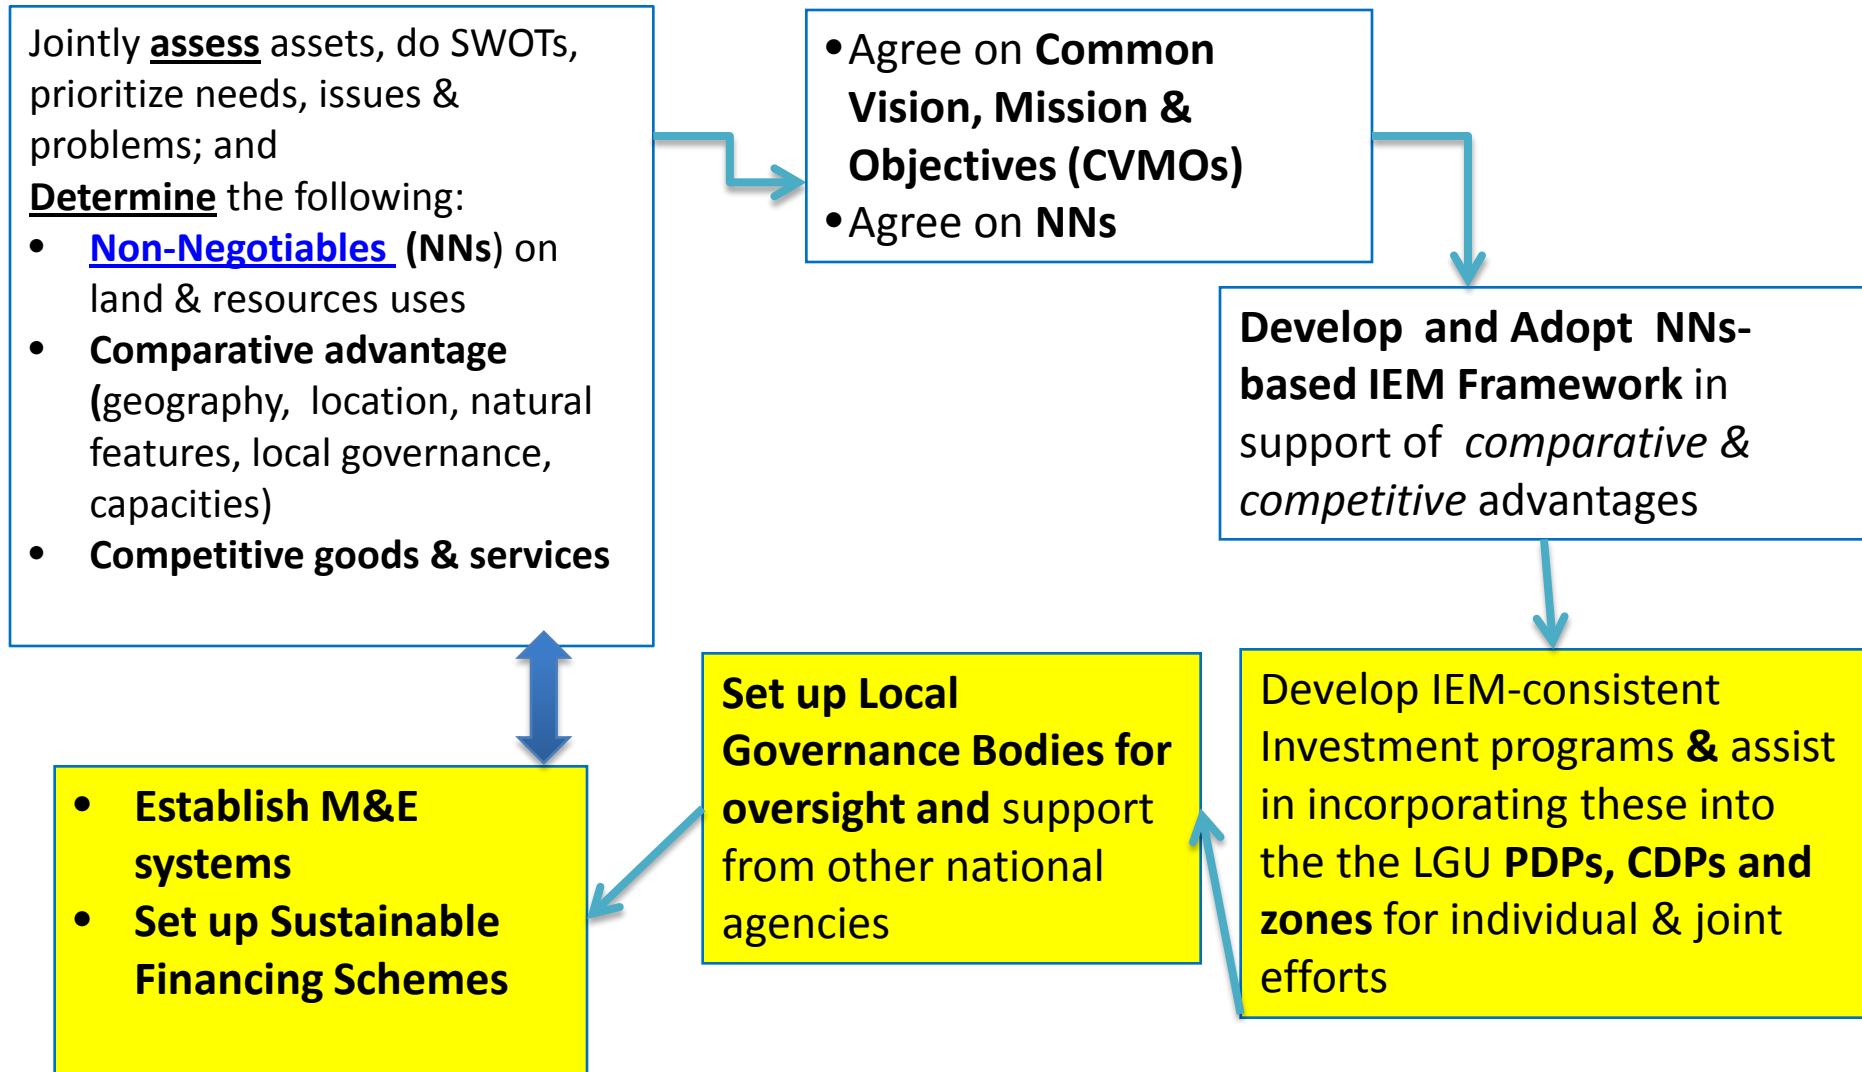 Jointly assess assets, do SWOTs,
prioritize needs, issues &
problems; and
Determine the following:
• Non-Negotiables (NNs) on
land & resources uses
• Comparative advantage
(geography, location, natural
features, local governance,
capacities)
• Competitive goods & services
• Agree on Common
Vision, Mission &
Objectives (CVMOs)
• Agree on NNs
Develop and Adopt NNs-
based IEM Framework in
support of comparative &
competitive advantages
Develop IEM-consistent
Investment programs & assist
in incorporating these into
the the LGU PDPs, CDPs and
zones for individual & joint
efforts
Set up Local
Governance Bodies for
oversight and support
from other national
agencies
• Establish M&E
systems
• Set up Sustainable
Financing Schemes